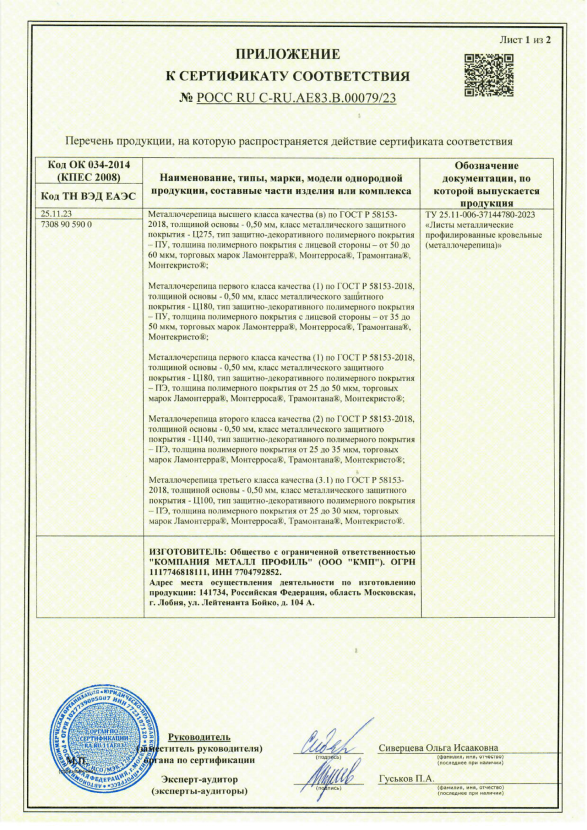 Лист 1 из 2
ПРИЛОЖЕНИЕ
К СЕРТИФИКАТУ СООТВЕТСТВИЯ
№ РОСС RU C-RU.АЕ83.В.00079/23
Перечень продукции, на которую распространяется действие сертификата соответствия
Код ОК 034-2014
(КПЕС 2008)
Код ТН ВЭД ЕАЭС
Наименование, типы, марки, модели однородной
продукции, составные части изделия или комплекса
Обозначение
документации, по
которой выпускается
продукция
25.11.23
7308 90 590 0
Металлочерепица высшего класса качества (в) по ГОСТ Р 58153-
2018, толщиной основы - 0,50 мм, класс металлического защитного
покрытия - Ц275, тип защитно-декоративного полимерного покрытия
– ПУ, толщина полимерного покрытия с лицевой стороны – от 50 до
60 мкм, торговых марок Ламонтерра®, Монтерроса®, Трамонтана®,
Монтекристо®;
Металлочерепица первого класса качества (1) по ГОСТ Р 58153-2018,
толщиной основы - 0,50 мм, класс металлического защитного
покрытия - Ц180, тип защитно-декоративного полимерного покрытия
– ПУ, толщина полимерного покрытия с лицевой стороны – от 35 до
50 мкм, торговых марок Ламонтерра®, Монтерроса®, Трамонтана®,
Монтекристо®;
Металлочерепица первого класса качества (1) по ГОСТ Р 58153-2018,
толщиной основы - 0,50 мм, класс металлического защитного
покрытия - Ц180, тип защитно-декоративного полимерного покрытия
– ПЭ, толщина полимерного покрытия от 25 до 50 мкм, торговых
марок Ламонтерра®, Монтерроса®, Трамонтана®, Монтекристо®;
Металлочерепица второго класса качества (2) по ГОСТ Р 58153-2018,
толщиной основы - 0,50 мм, класс металлического защитного
покрытия - Ц140, тип защитно-декоративного полимерного покрытия
– ПЭ, толщина полимерного покрытия от 25 до 35 мкм, торговых
марок Ламонтерра®, Монтерроса®, Трамонтана®, Монтекристо®;
Металлочерепица третьего класса качества (3.1) по ГОСТ Р 58153-
2018, толщиной основы - 0,50 мм, класс металлического защитного
покрытия - Ц100, тип защитно-декоративного полимерного покрытия
– ПЭ, толщина полимерного покрытия от 25 до 30 мкм, торговых
марок Ламонтерра®, Монтерроса®, Трамонтана®, Монтекристо®.
ТУ 25.11-006-37144780-2023
«Листы металлические
профилированные кровельные
(металлочерепица)»
ИЗГОТОВИТЕЛЬ: Общество с ограниченной ответственностью
"КОМПАНИЯ МЕТАЛЛ ПРОФИЛЬ" (ООО "КМП"). ОГРН
1117746818111, ИНН 7704792852.
Адрес места осуществления деятельности по изготовлению
продукции: 141734, Российская Федерация, область Московская,
г. Лобня, ул. Лейтенанта Бойко, д. 104 А.
Руководитель
(заместитель руководителя)
органа по сертификации
(подпись)
Сиверцева Ольга Исааковна
(фамилия, имя, отчество)
(последнее при наличии)
М.П.
Эксперт-аудитор
(эксперты-аудиторы)
(подпись)
Гуськов П.А.
(фамилия, имя, отчество)
(последнее при наличии)
ОРГАН ПО
СЕРТИФИКАЦИИ